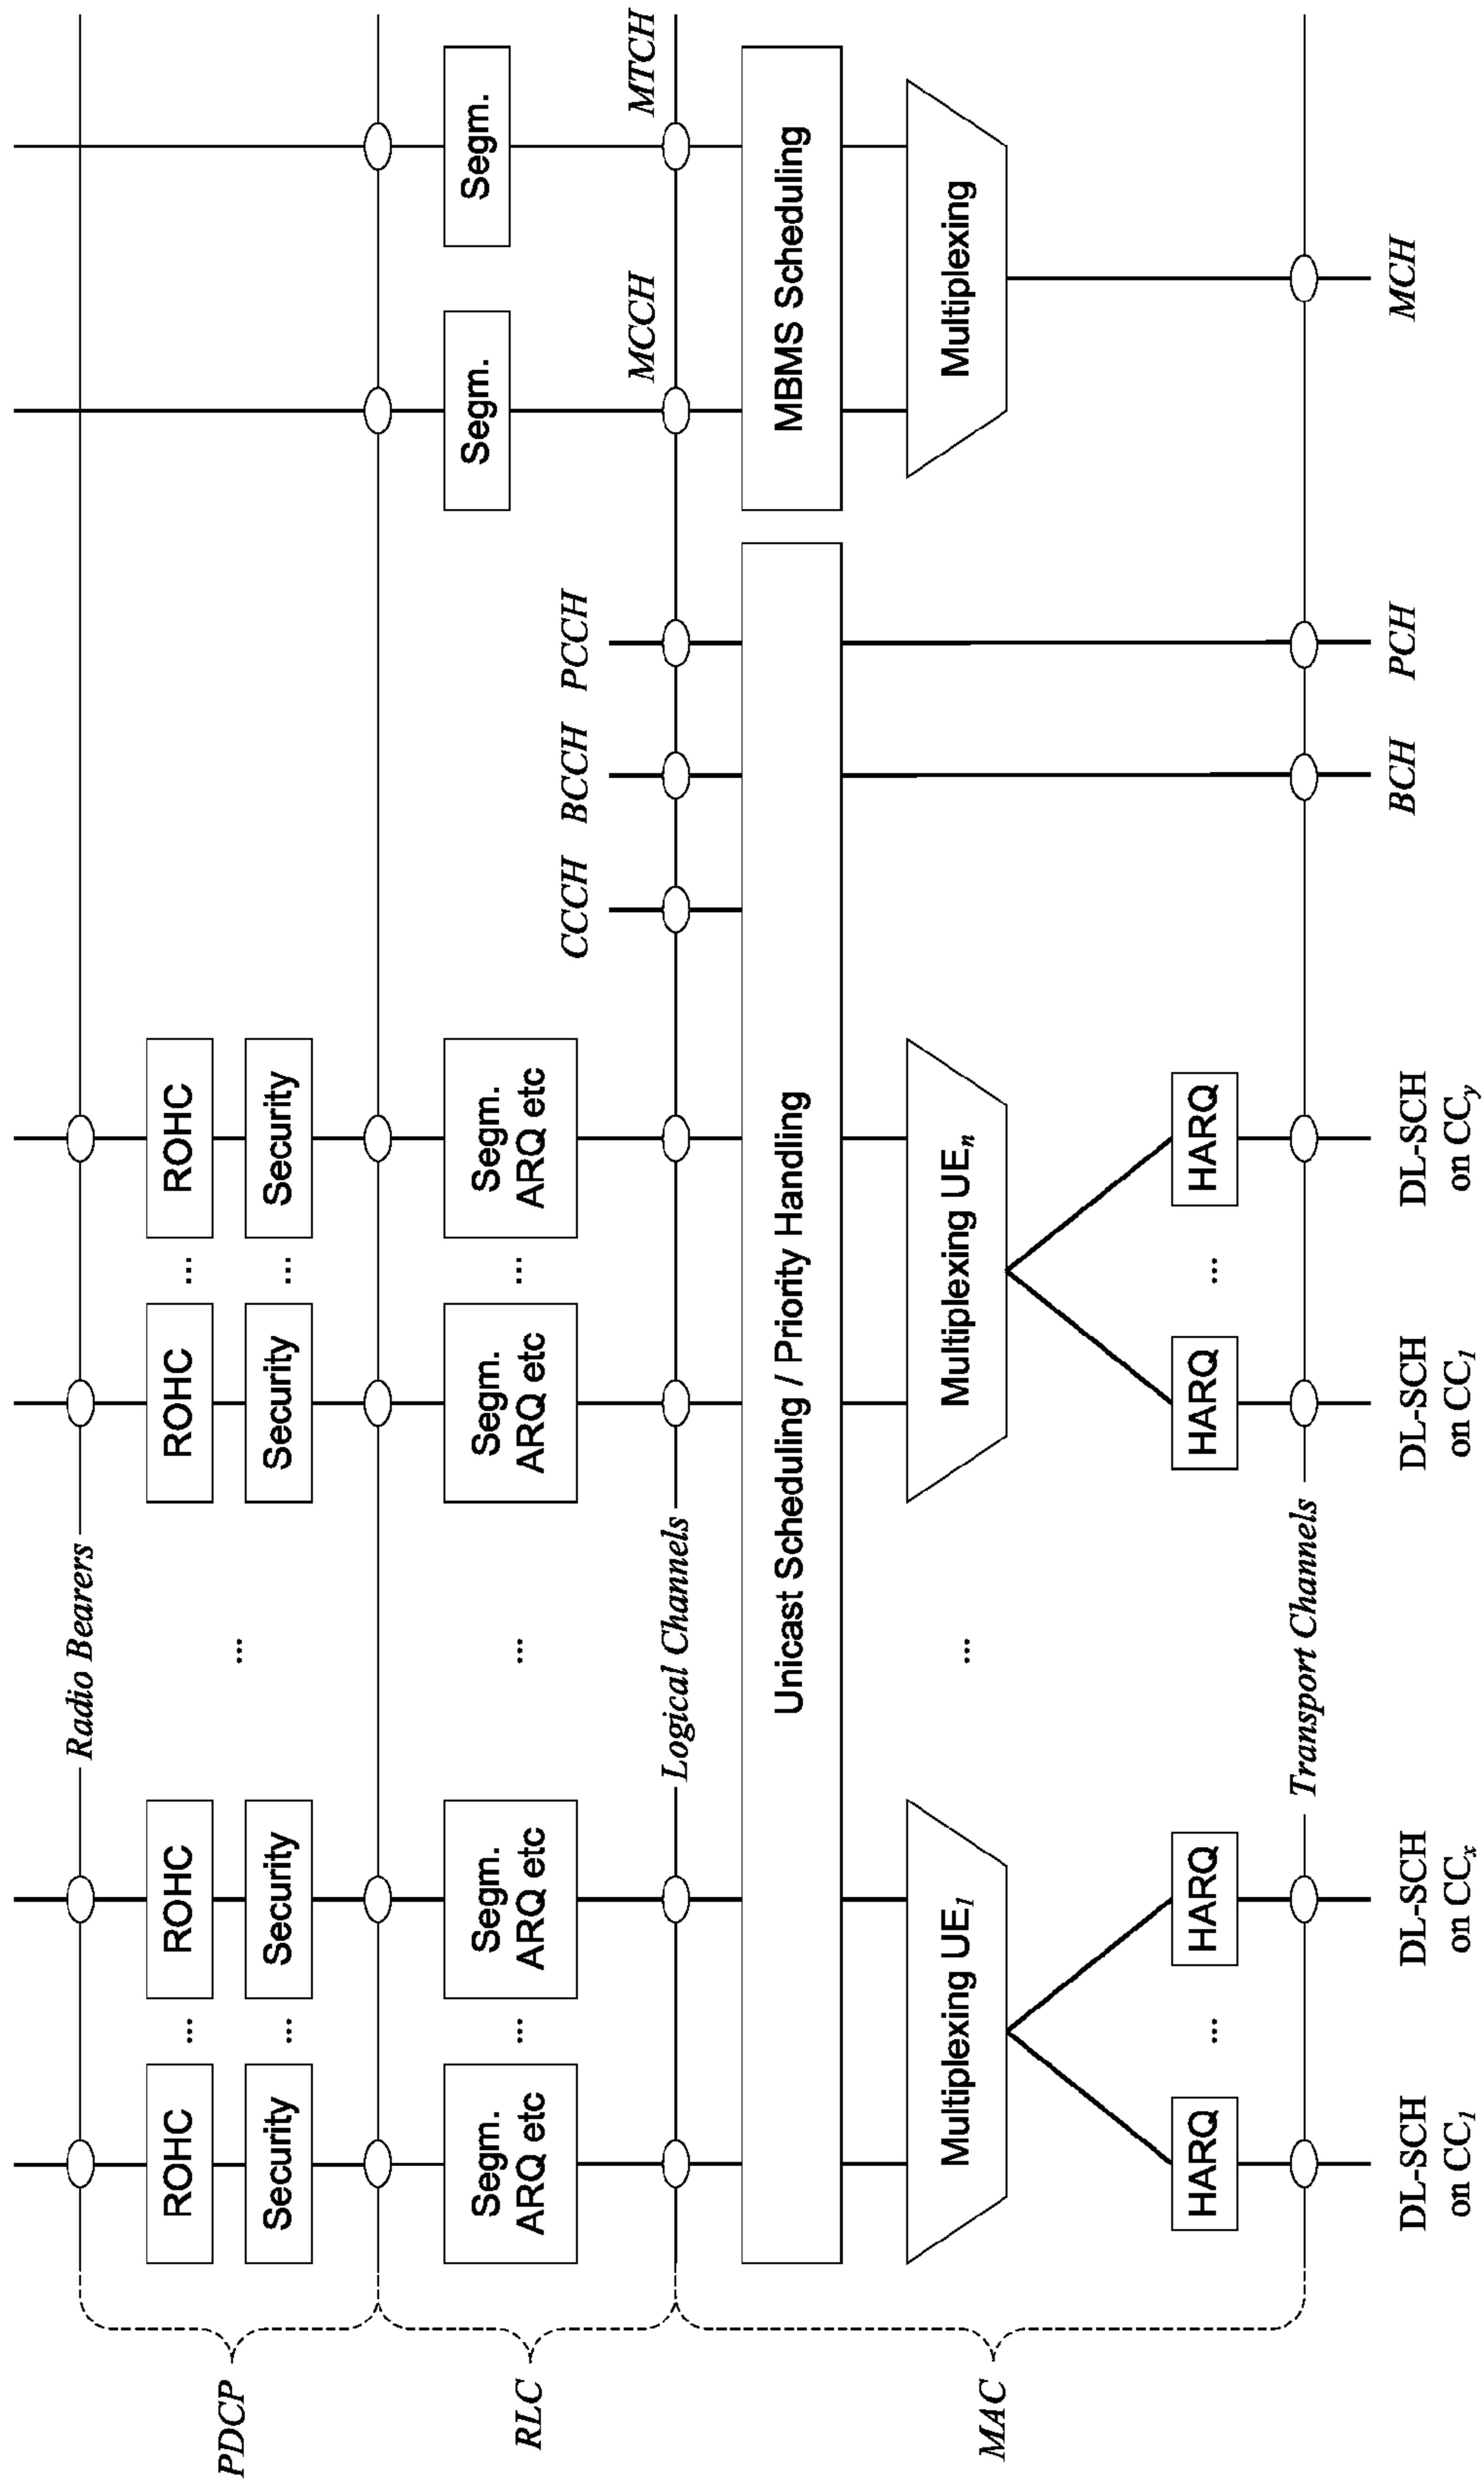 Radio Bearers
PDCP
ROHC
...
ROHC
ROHC
...
ROHC
...
Security
...
Security
Security
...
Security
RLC
Segm.
ARQ etc
...
Segm.
ARQ etc
...
Segm.
ARQ etc
...
Segm.
ARQ etc
Segm.
Segm.
CCCH
BCCH
PCCH
MCCH
MTCH
Logical Channels
MAC
Unicast Scheduling / Priority Handling
MBMS Scheduling
Multiplexing UE1
...
Multiplexing UEn
Multiplexing
HARQ
...
HARQ
HARQ
...
HARQ
Transport Channels
DL-SCH
on CC1
DL-SCH
on CCx
DL-SCH
on CC1
DL-SCH
on CCy
BCH
PCH
MCH